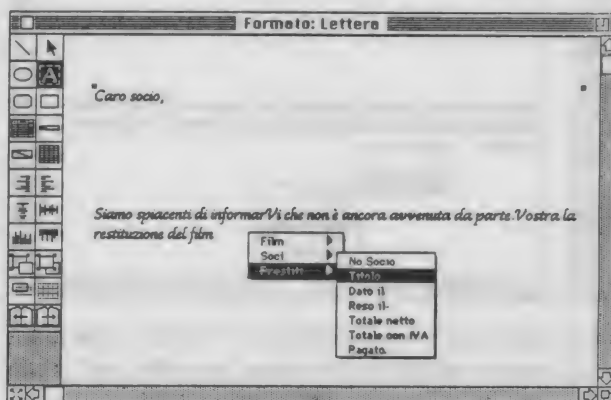 Formato: Lettera
A
Caro socio,
Siamo spiacenti di informarVi che non è ancora avvenuta da parte Vostra la
restituzione del film
Film
Soci
Prestiti
No Socio
Titolo
Dato il
Reso il-
Totale netto
Totale con IVA
Pagato